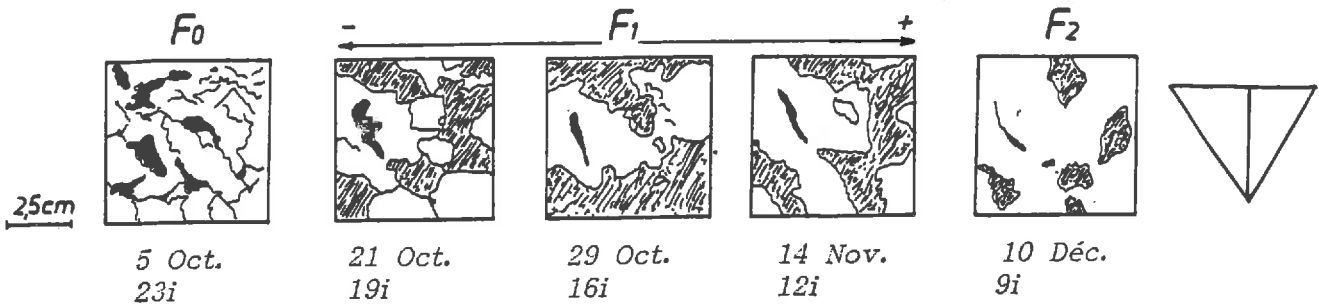 F0 - F1 + F2
2,5cm
5 Oct. 21 Oct. 29 Oct. 14 Nov. 10 Déc.
23i 19i 16i 12i 9i